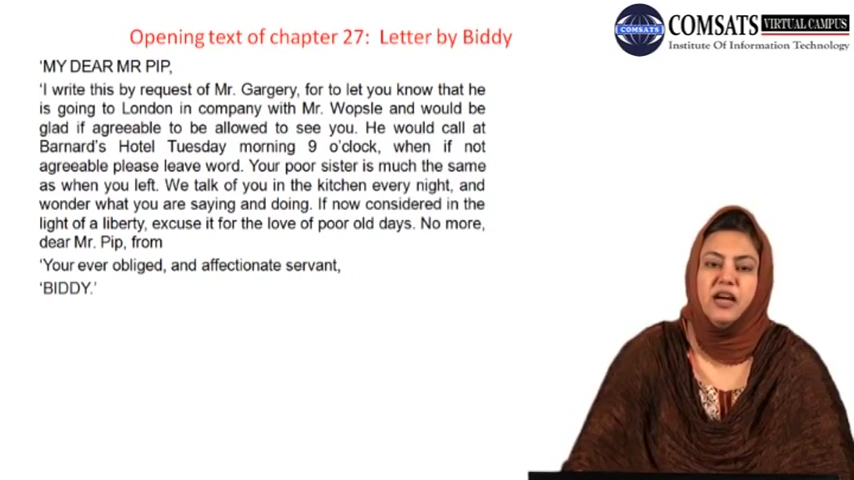 Opening text of chapter 27: Letter by Biddy
COMSATS
COMSATS VIRTUAL CAMPUS
Institute Of Information Technology
‘MY DEAR MR PIP,
‘I write this by request of Mr. Gargery, for to let you know that he
is going to London in company with Mr. Wopsle and would be
glad if agreeable to be allowed to see you. He would call at
Barnard’s Hotel Tuesday morning 9 o’clock, when if not
agreeable please leave word. Your poor sister is much the same
as when you left. We talk of you in the kitchen every night, and
wonder what you are saying and doing. If now considered in the
light of a liberty, excuse it for the love of poor old days. No more,
dear Mr. Pip, from
‘Your ever obliged, and affectionate servant,
‘BIDDY.’